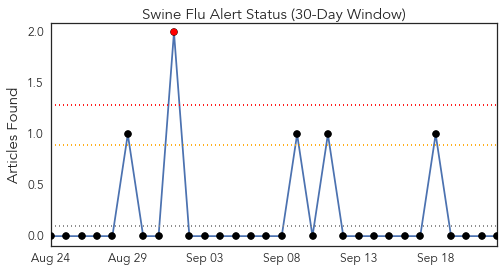 Swine Flu Alert Status (30-Day Window)
Articles Found
2.0
1.5
1.0
0.5
0.0
Aug 24 Aug 29 Sep 03 Sep 08 Sep 13 Sep 18